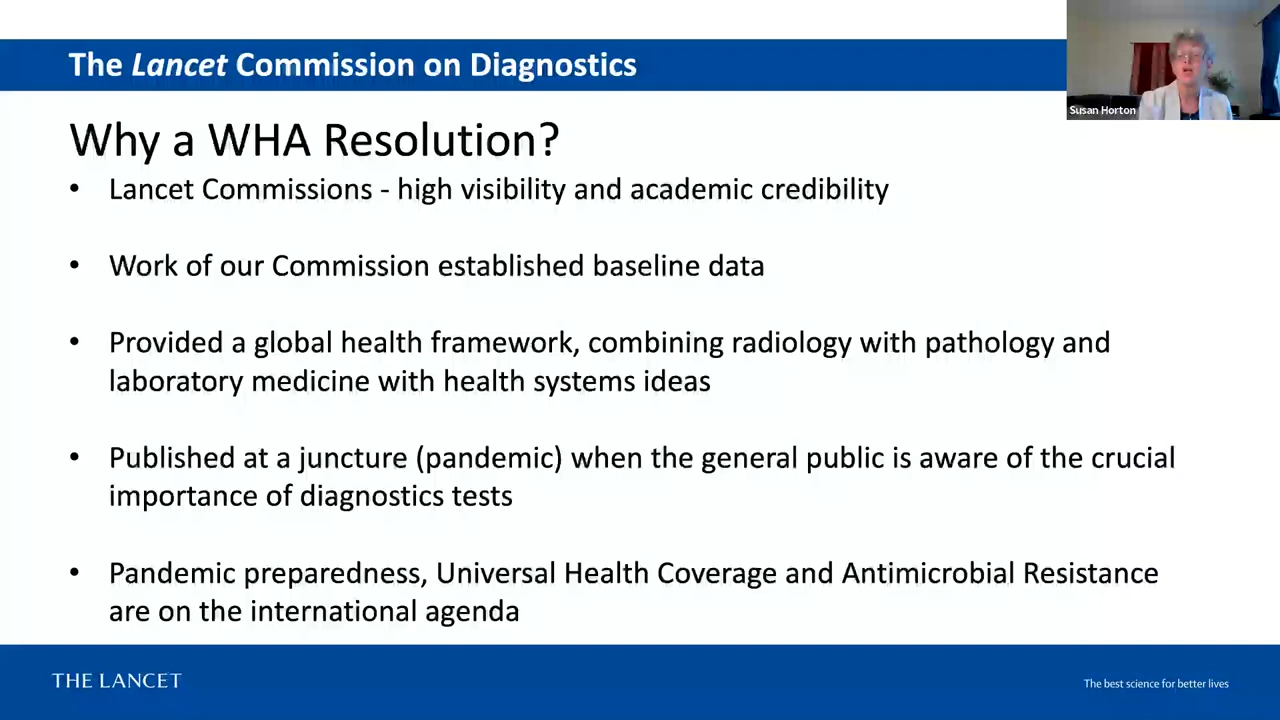 The Lancet Commission on Diagnostics
Susan Horton
Why a WHA Resolution?
• Lancet Commissions - high visibility and academic credibility
• Work of our Commission established baseline data
• Provided a global health framework, combining radiology with pathology and
laboratory medicine with health systems ideas
• Published at a juncture (pandemic) when the general public is aware of the crucial
importance of diagnostics tests
• Pandemic preparedness, Universal Health Coverage and Antimicrobial Resistance
are on the international agenda
THE LANCET
The best science for better lives